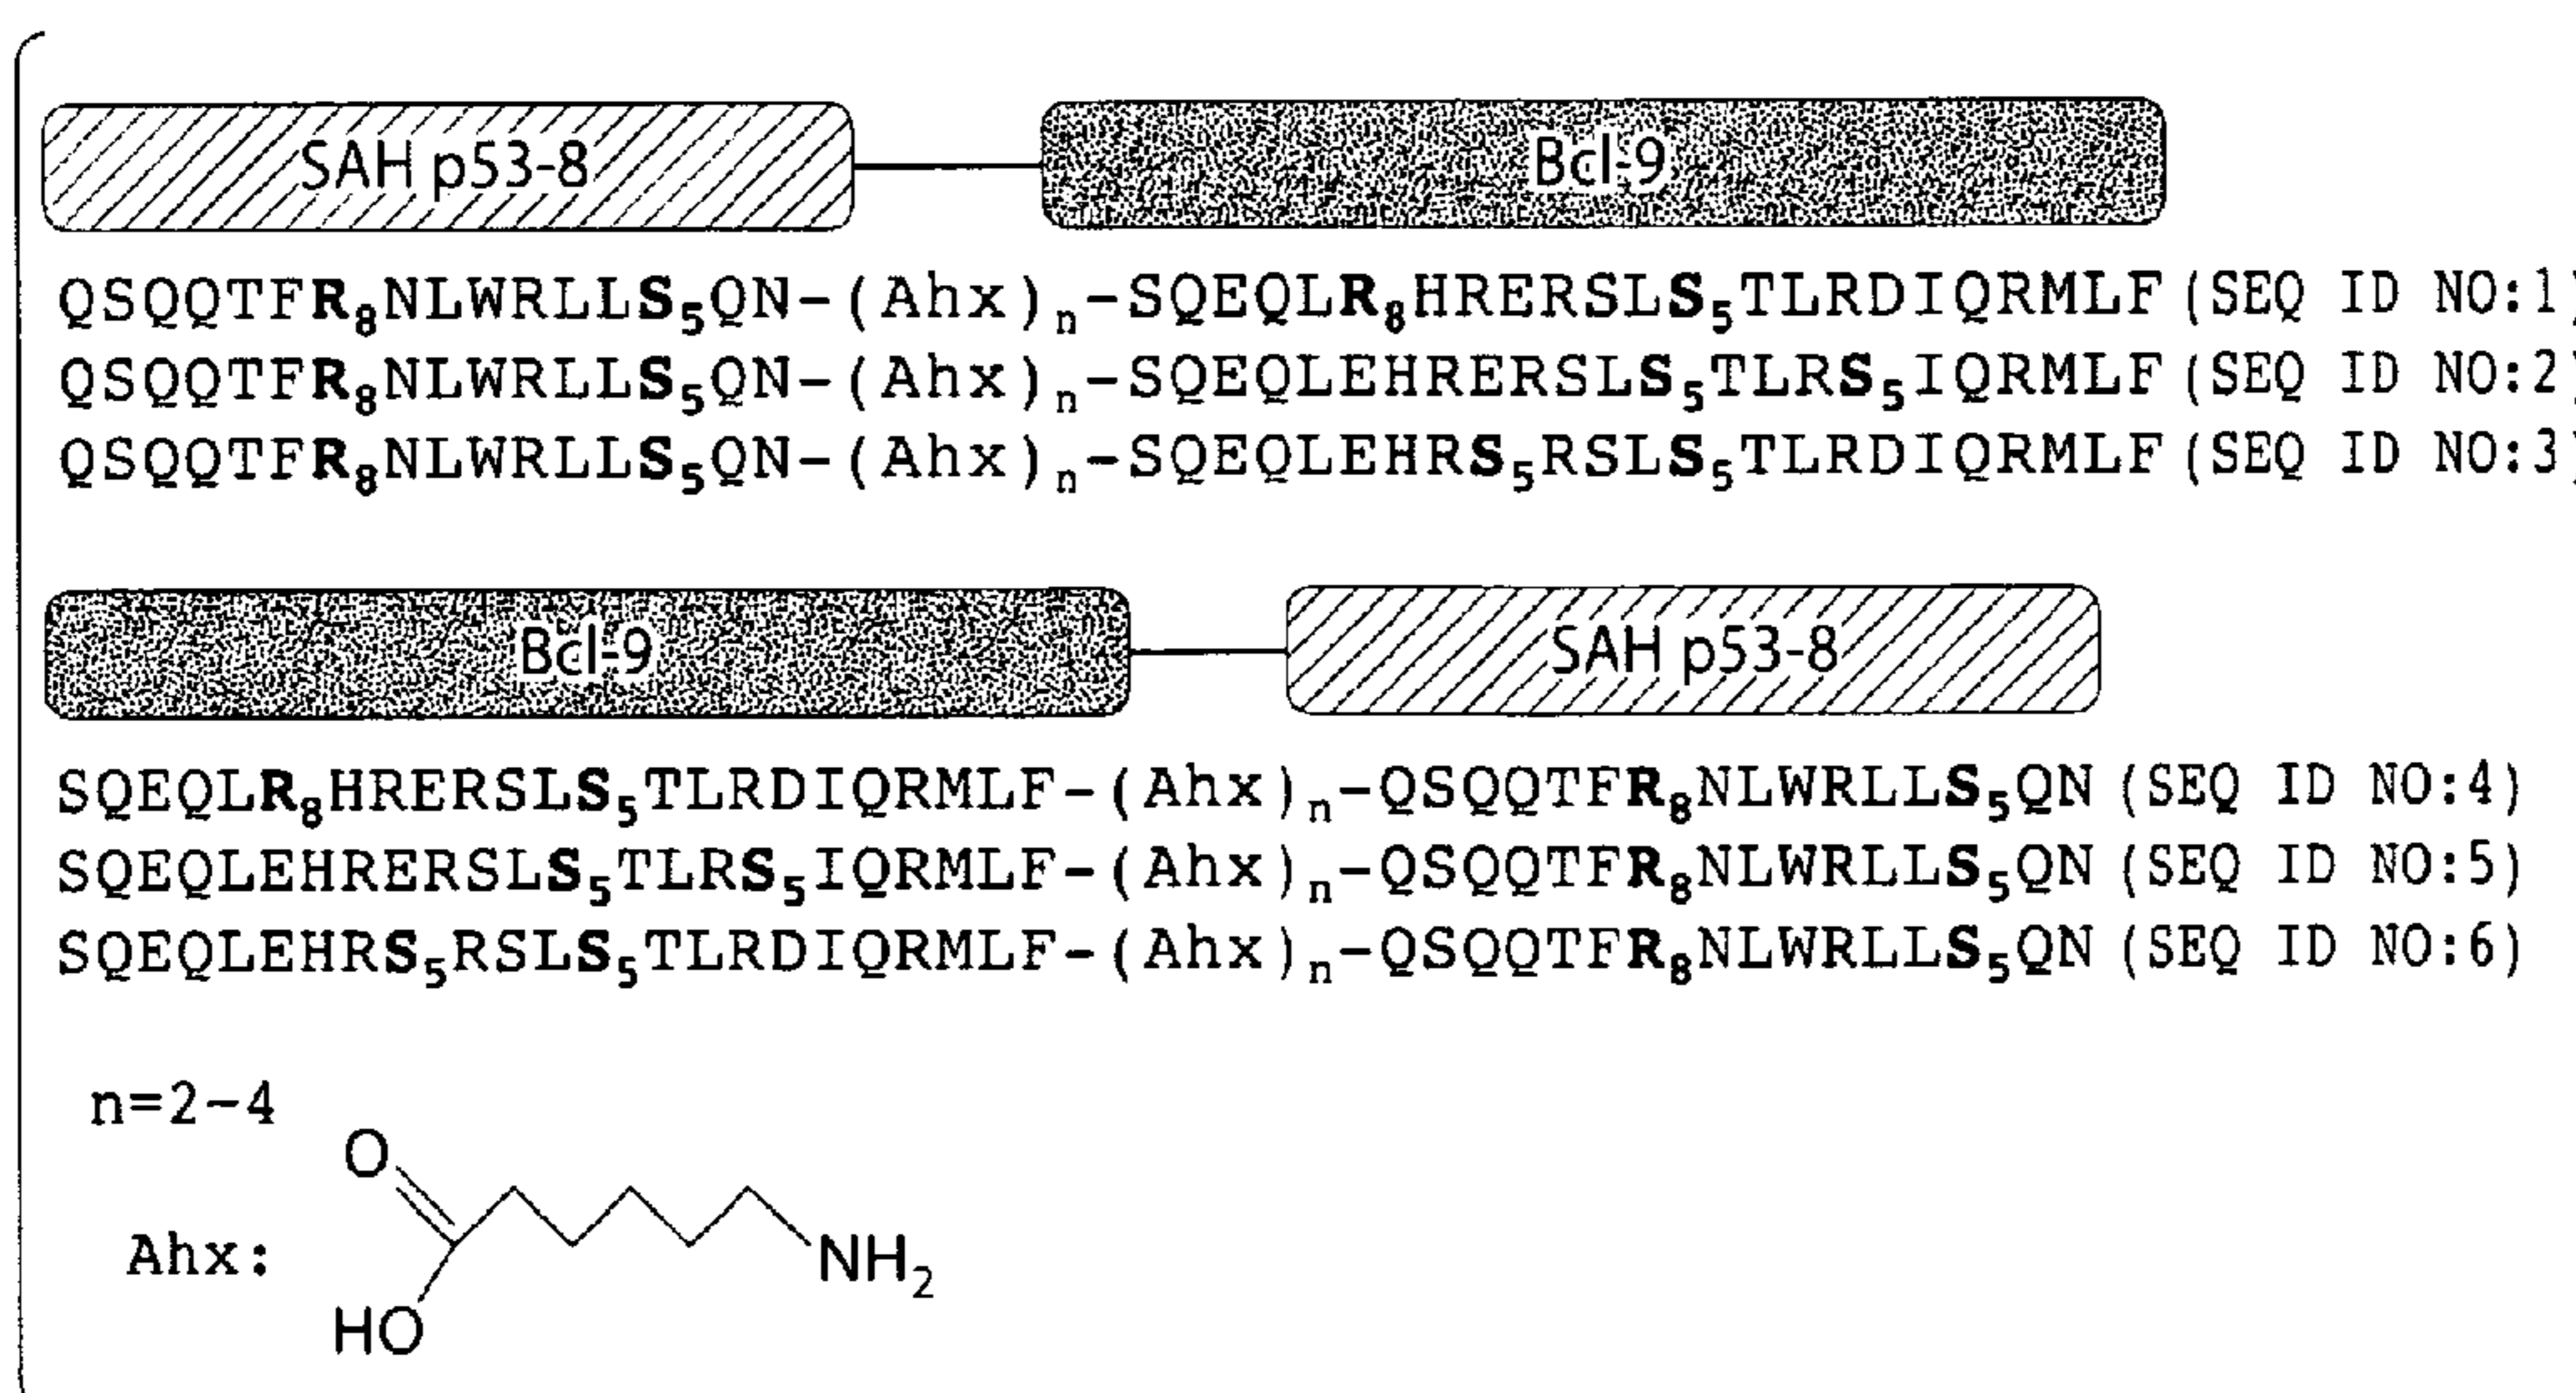 SAH p53-8 Bcl-9
QSQQTFR₈NLWRLLS₅QN-(Ahx)ₙ-SQEQLR₈HRERSLS₅TLRDIQRMLF (SEQ ID NO:1)
QSQQTFR₈NLWRLLS₅QN-(Ahx)ₙ-SQEQLEHRERSLS₅TLRS₅IQRMLF (SEQ ID NO:2)
QSQQTFR₈NLWRLLS₅QN-(Ahx)ₙ-SQEQLEHRS₅RSLS₅TLRDIQRMLF (SEQ ID NO:3)
Bcl-9 SAH p53-8
SQEQLR₈HRERSLS₅TLRDIQRMLF-(Ahx)ₙ-QSQQTFR₈NLWRLLS₅QN (SEQ ID NO:4)
SQEQLEHRERSLS₅TLRS₅IQRMLF-(Ahx)ₙ-QSQQTFR₈NLWRLLS₅QN (SEQ ID NO:5)
SQEQLEHRS₅RSLS₅TLRDIQRMLF-(Ahx)ₙ-QSQQTFR₈NLWRLLS₅QN (SEQ ID NO:6)
n=2-4
O
Ahx: NH₂
HO